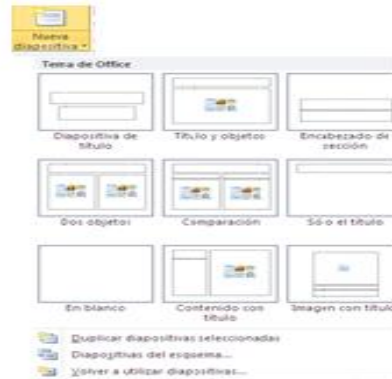 Nueva
diapositiva
Tema de Office
Diapositiva de título
Título y objetos
Encabezado de sección
Dos objetos
Comparación
Sólo el título
En blanco
Contenido con título
Imagen con título
Duplicar diapositivas seleccionadas
Diapositivas del esquema...
Volver a utilizar diapositivas...